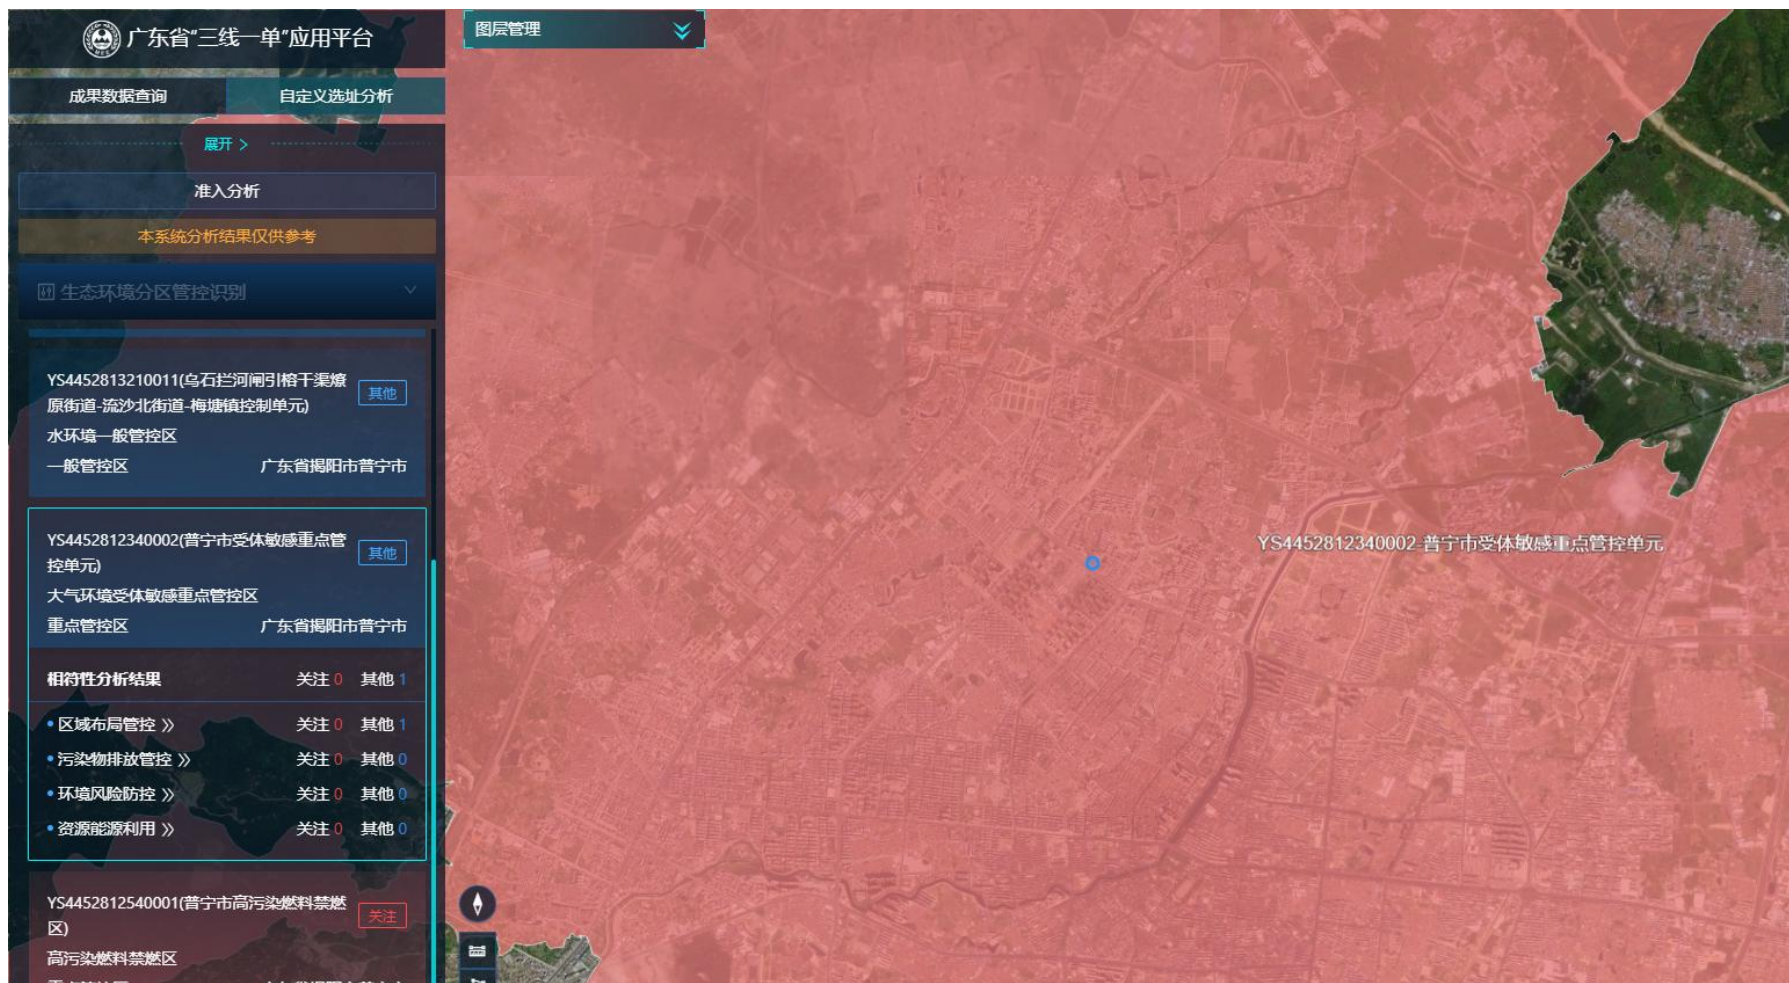 广东省"三线一单"应用平台
图层管理
成果数据查询
自定义选址分析
展开 >
准入分析
本系统分析结果仅供参考
生态环境分区管控识别
YS4452813210011(乌石拦河闸引榕干渠燎
原街道-流沙北街道-梅塘镇控制单元)
其他
水环境一般管控区
一般管控区 广东省揭阳市普宁市
YS4452812340002(普宁市受体敏感重点管
控单元)
其他
大气环境受体敏感重点管控区
重点管控区 广东省揭阳市普宁市
相符性分析结果 关注 0 其他 1
• 区域布局管控 » 关注 0 其他 1
• 污染物排放管控 » 关注 0 其他 0
• 环境风险防控 » 关注 0 其他 0
• 资源能源利用 » 关注 0 其他 0
YS4452812540001(普宁市高污染燃料禁燃
区)
关注
高污染燃料禁燃区
YS4452812340002-普宁市受体敏感重点管控单元